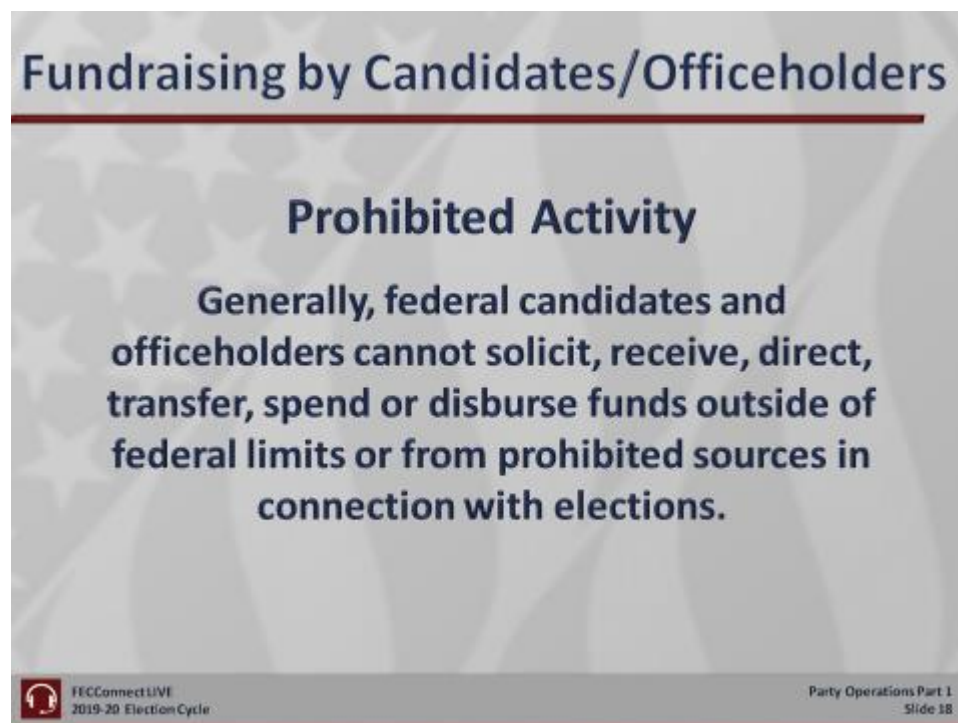 Fundraising by Candidates/Officeholders
Prohibited Activity
Generally, federal candidates and
officeholders cannot solicit, receive, direct,
transfer, spend or disburse funds outside of
federal limits or from prohibited sources in
connection with elections.
FECConnect LIVE
2019-20 Election Cycle
Party Operations Part 1
Slide 18